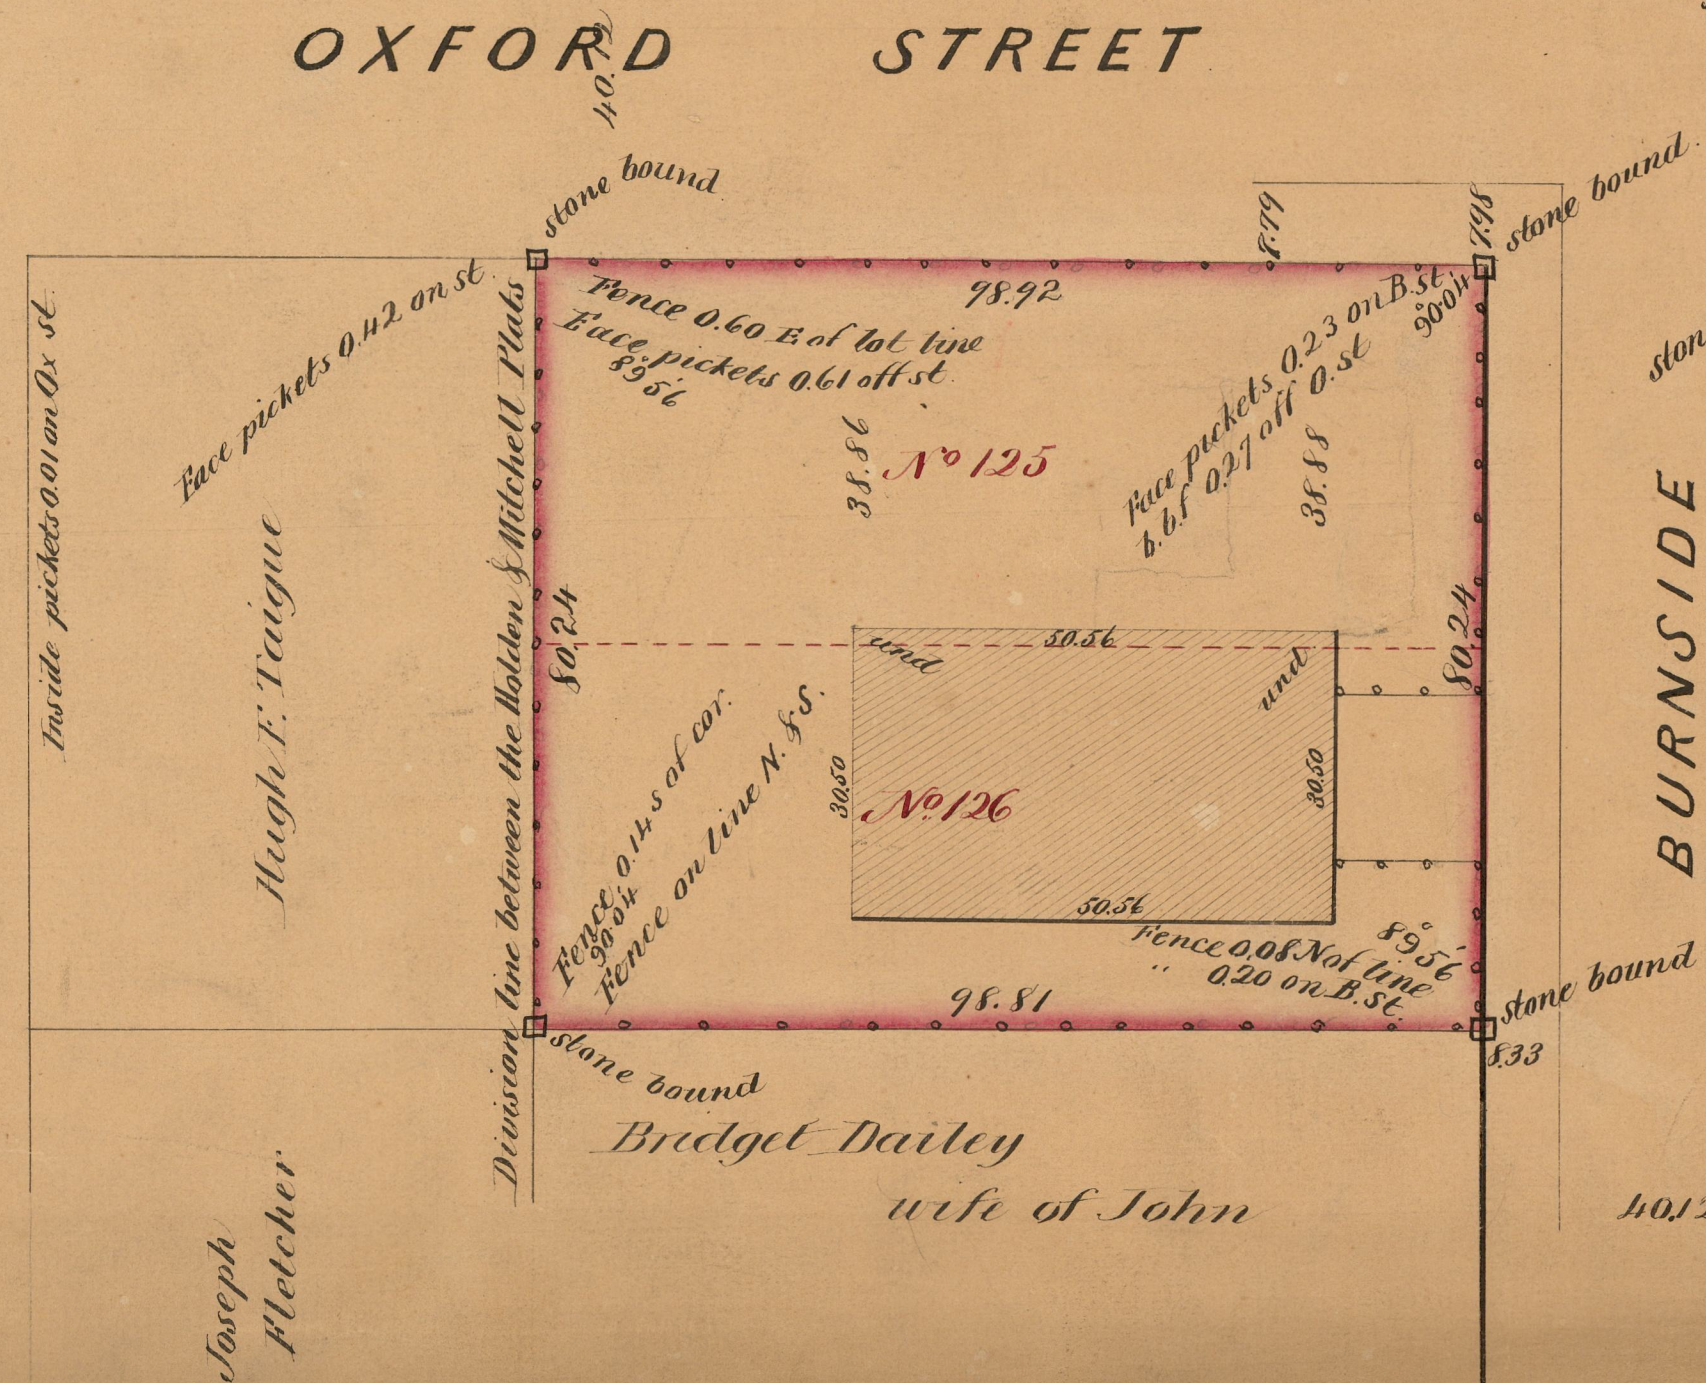 OXFORD STREET
40.12
stone bound
stone bound.
7.79
7.98
Face pickets 0.42 on st.
Inside pickets 0.01 on Ox st.
Hugh F. Taigue
Division line between the Holden & Mitchell Plats
98.92
Fence 0.60 E of lot line
Face pickets 0.61 off st.
89°56'
Face pickets 0.23 on B. st.
b.b.f 0.27 off O. st
90°04'
38.86
No 125
38.88
80.24
80.24
50.56
und
und
30.50
No. 126
30.50
50.56
Fence 0.14 s of cor.
90°04'
Fence on line N. & S.
Fence 0.08 N of line
" 0.20 on B. St.
89°56'
98.81
stone bound
stone bound
8.33
Bridget Dailey
wife of John
Joseph
Fletcher
BURNSIDE
ston
40.12